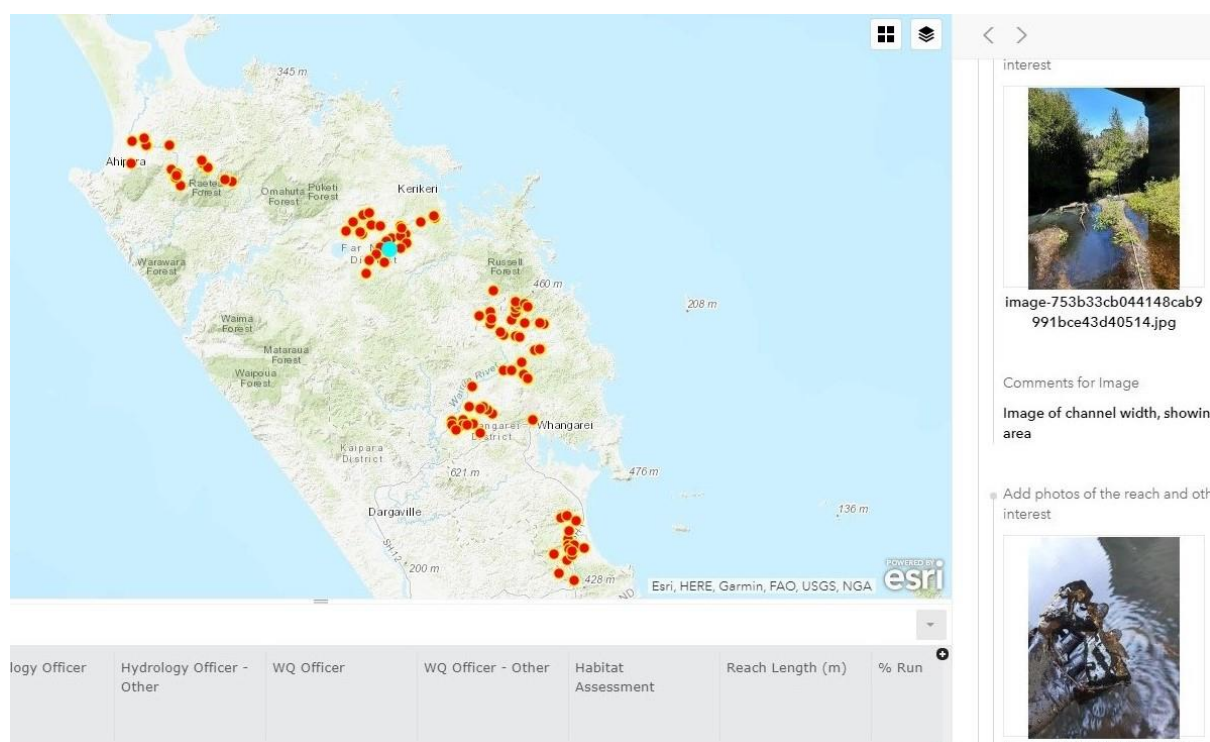 345 m
Ahipara
Raetea
Forest
Omahuta
Forest
Puketi
Forest
Kerikeri
Far
District
Warawara
Forest
Russell
Forest
460 m
208 m
Waima
Forest
Mataraua
Forest
Waipoua
Forest
Wairua River
Whangarei
District
Whangarei
Kaipara
District
621 m
476 m
Dargaville
136 m
SH12
200 m
428 m
Esri, HERE, Garmin, FAO, USGS, NGA
POWERED BY
esri
logy Officer
Hydrology Officer -
Other
WQ Officer
WQ Officer - Other
Habitat
Assessment
Reach Length (m)
% Run
interest
image-753b33cb044148cab9
991bce43d40514.jpg
Comments for Image
Image of channel width, showin
area
Add photos of the reach and oth
interest